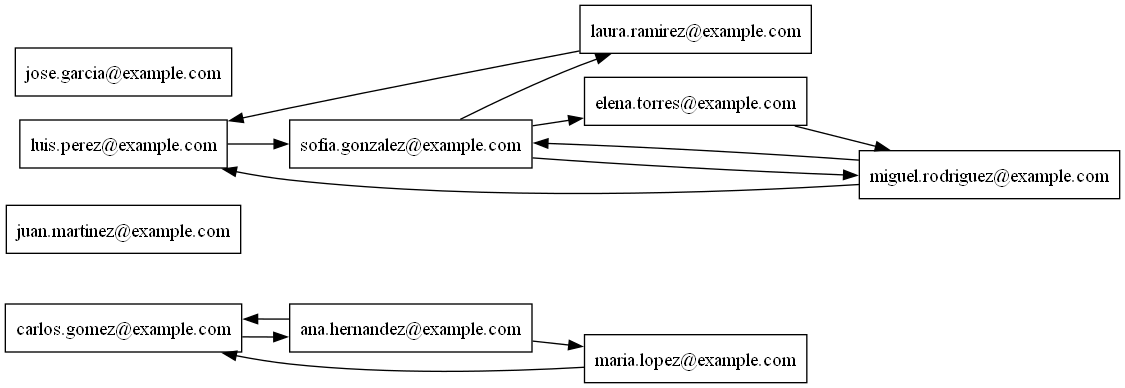 laura.ramirez@example.com
jose.garcia@example.com
elena.torres@example.com
luis.perez@example.com
sofia.gonzalez@example.com
miguel.rodriguez@example.com
juan.martinez@example.com
carlos.gomez@example.com
ana.hernandez@example.com
maria.lopez@example.com